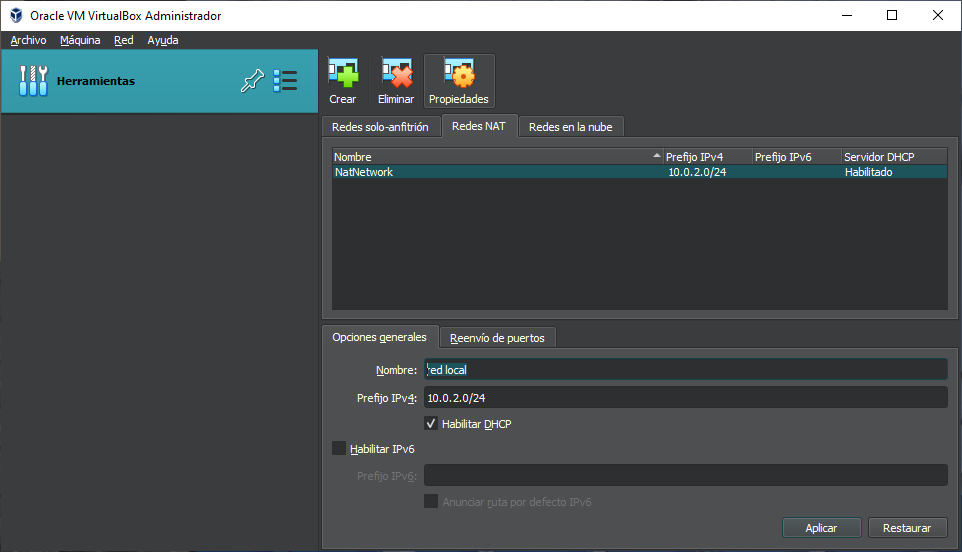 Oracle VM VirtualBox Administrador
Archivo Máquina Red Ayuda
Herramientas
Crear Eliminar Propiedades
Redes solo-anfitrión Redes NAT Redes en la nube
Nombre Prefijo IPv4 Prefijo IPv6 Servidor DHCP
NatNetwork 10.0.2.0/24 Habilitado
Opciones generales Reenvío de puertos
Nombre: red local
Prefijo IPv4: 10.0.2.0/24
Habilitar DHCP
Habilitar IPv6
Prefijo IPv6:
Anunciar ruta por defecto IPv6
Aplicar Restaurar